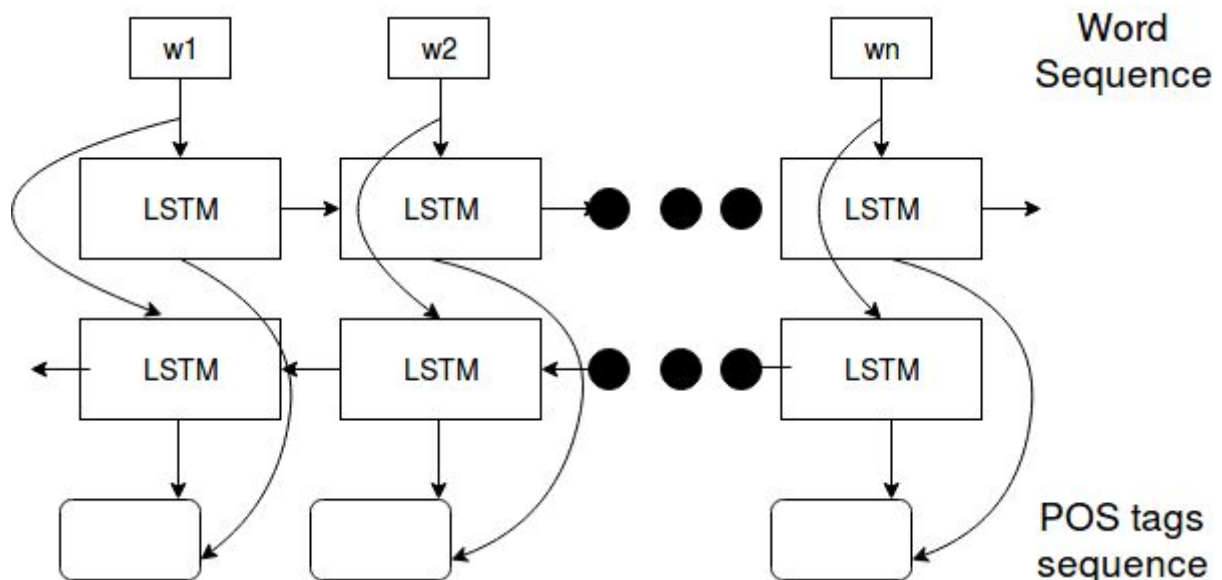 w1
w2
wn
Word
Sequence
LSTM
LSTM
LSTM
LSTM
LSTM
LSTM
POS tags
sequence